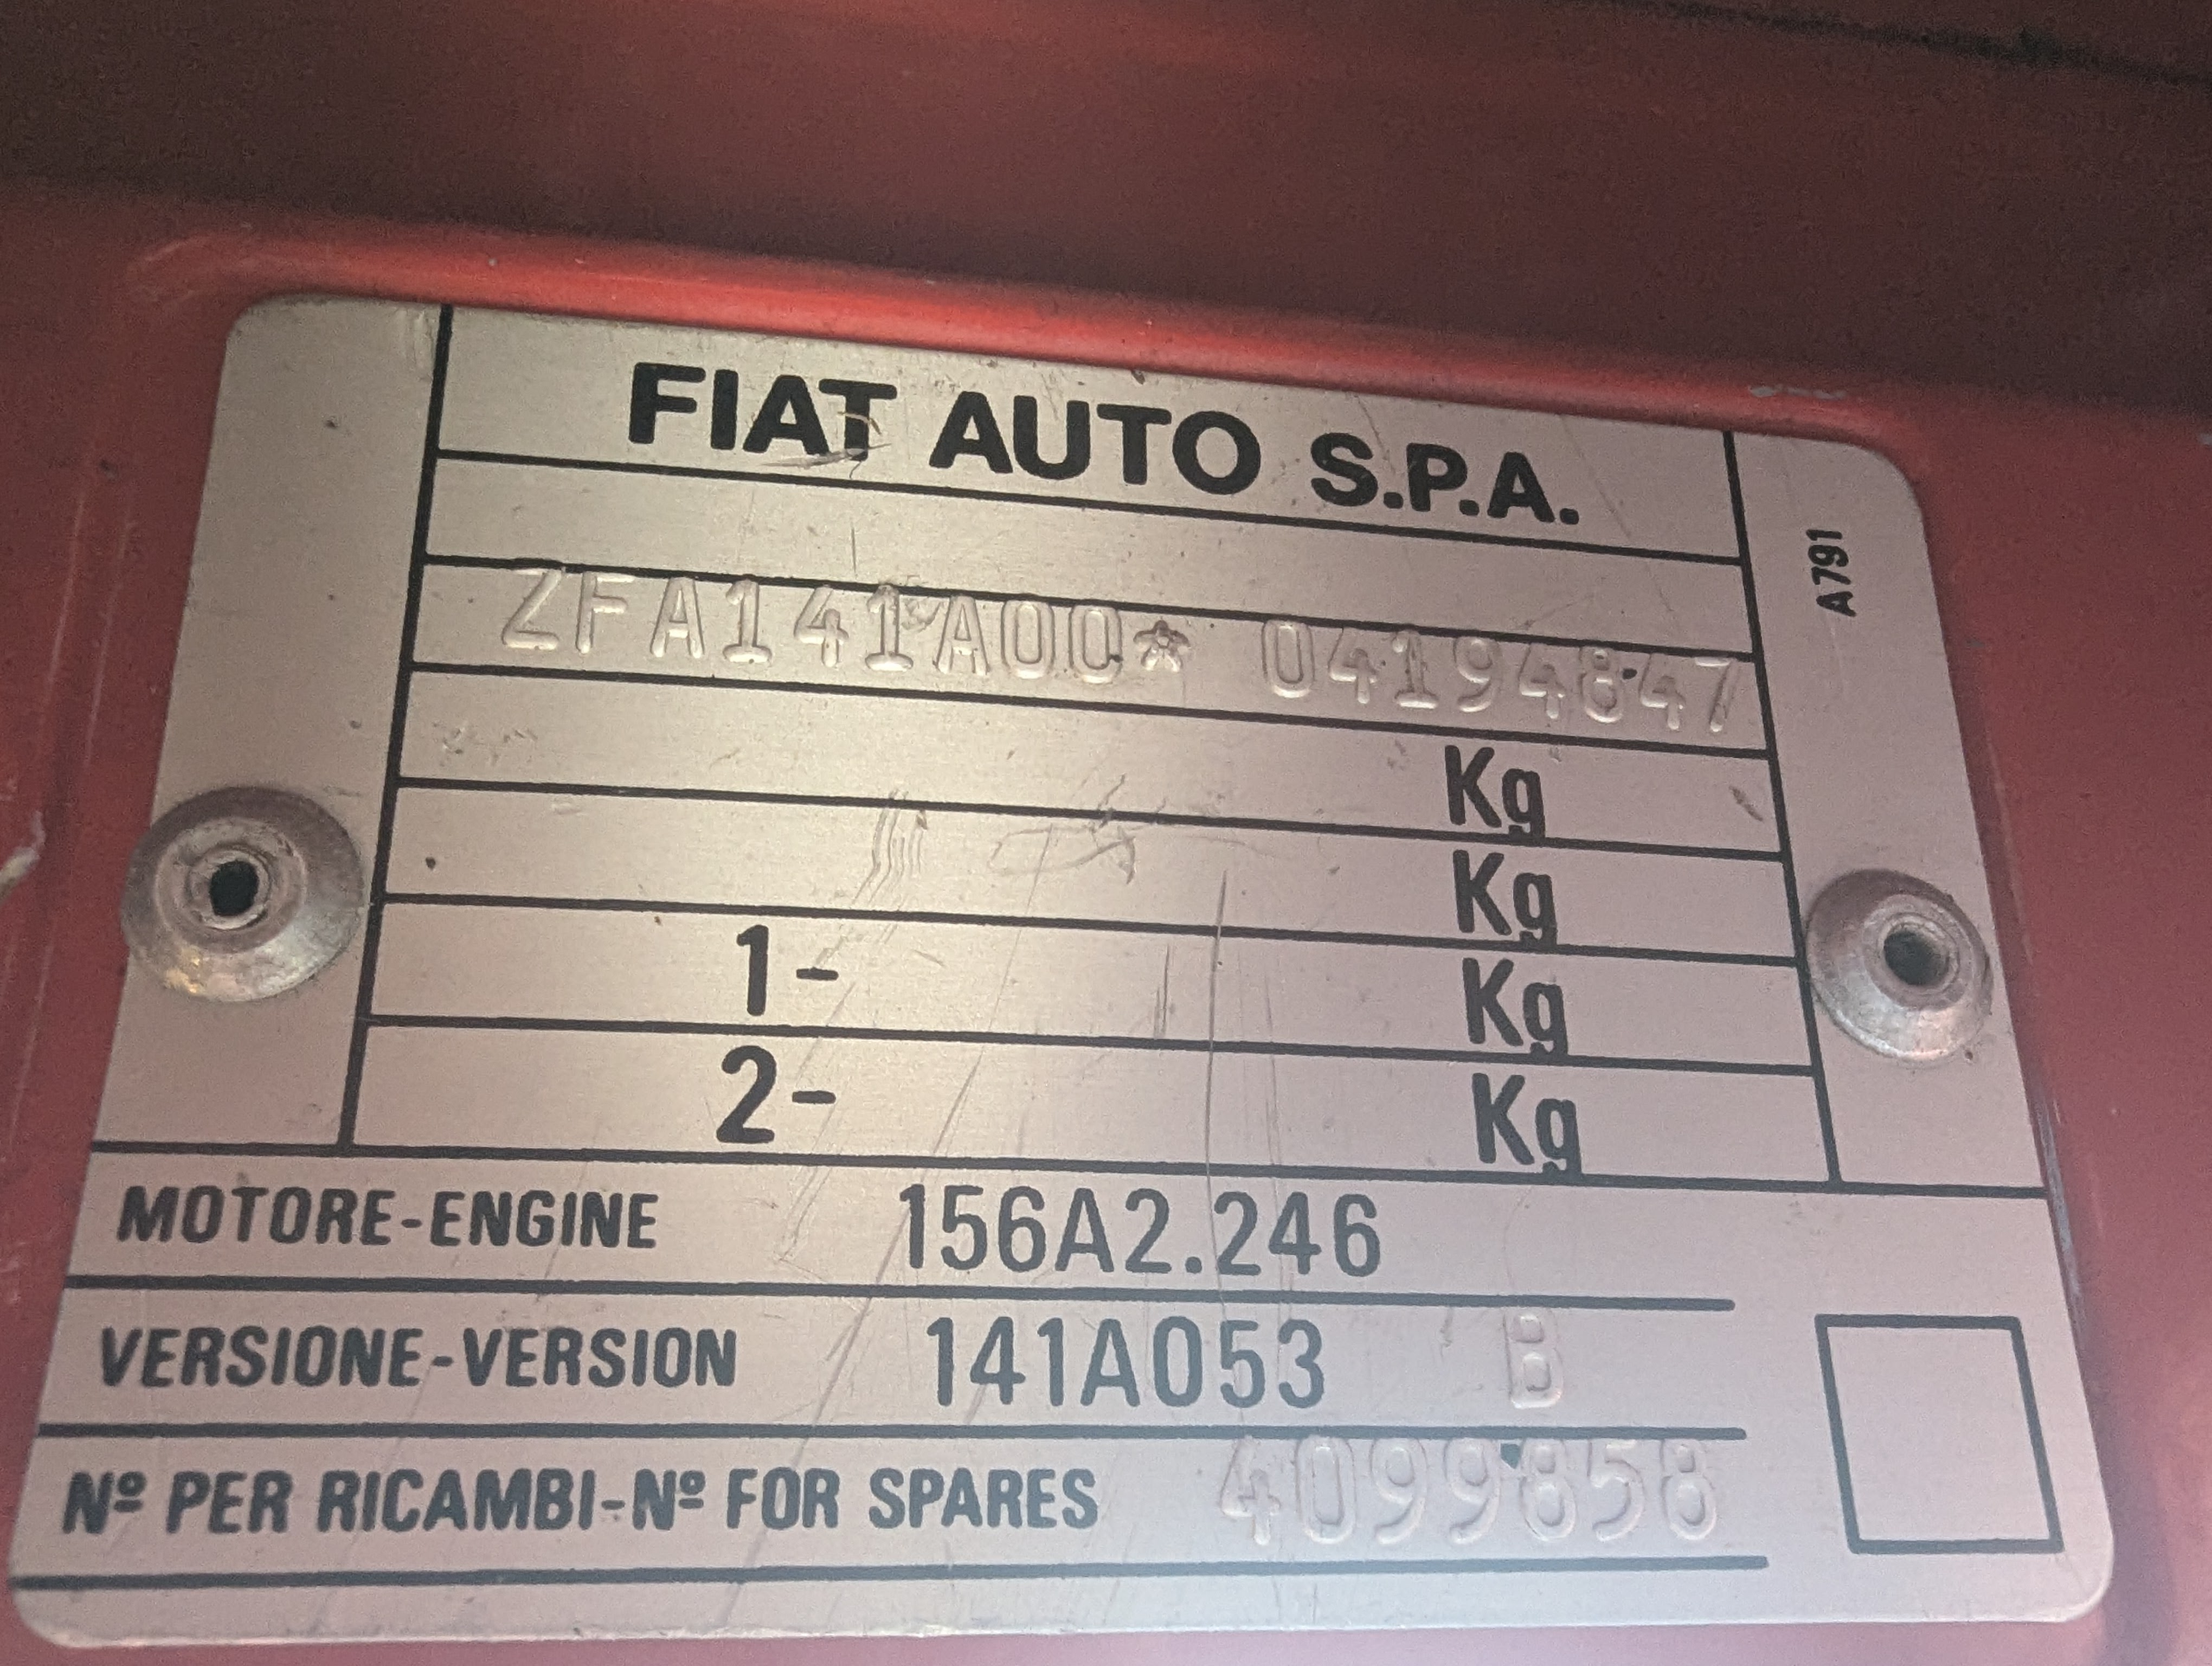 FIAT AUTO S.P.A.
A791
ZFA141A00* 04194847
Kg
Kg
1- Kg
2- Kg
MOTORE-ENGINE 156A2.246
VERSIONE-VERSION 141A053 B
Nº PER RICAMBI-Nº FOR SPARES 4099858